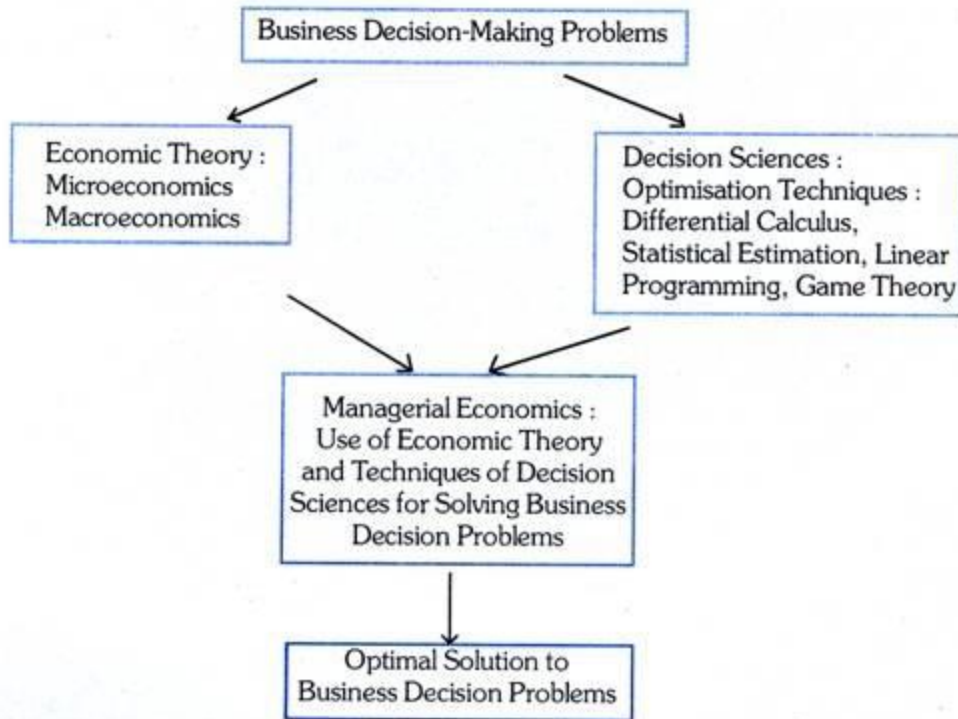 Business Decision-Making Problems
Economic Theory :
Microeconomics
Macroeconomics
Decision Sciences :
Optimisation Techniques :
Differential Calculus,
Statistical Estimation, Linear
Programming, Game Theory
Managerial Economics :
Use of Economic Theory
and Techniques of Decision
Sciences for Solving Business
Decision Problems
Optimal Solution to
Business Decision Problems